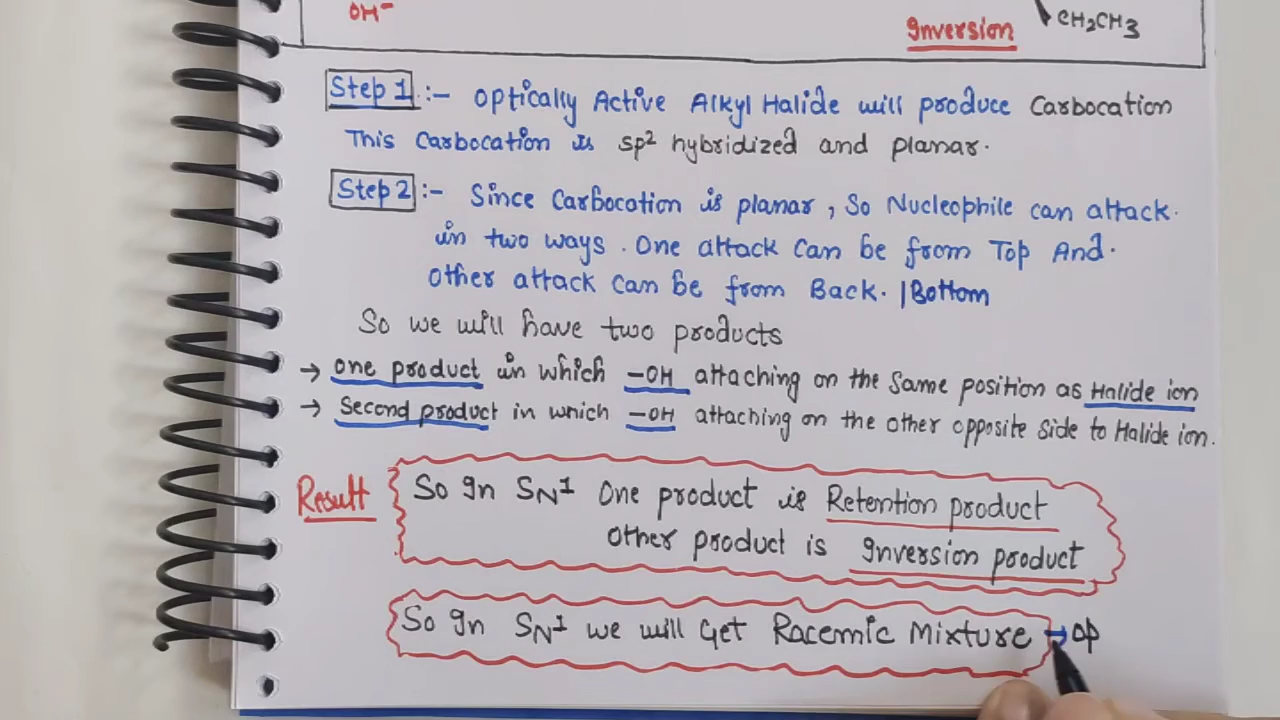 OH⁻
CH₂CH₃
Inversion
Step 1 :- Optically Active Alkyl Halide will produce Carbocation
This Carbocation is sp² hybridized and planar.
Step 2 :- Since Carbocation is planar, So Nucleophile can attack.
in two ways. One attack can be from Top And.
Other attack can be from Back. |Bottom
So we will have two products
→ One product in which -OH attaching on the Same position as Halide ion
→ Second product in which -OH attaching on the other opposite side to Halide ion.
Result
So In SN1 One product is Retention product
Other product is Inversion product
So In SN1 we will Get Racemic Mixture → Op